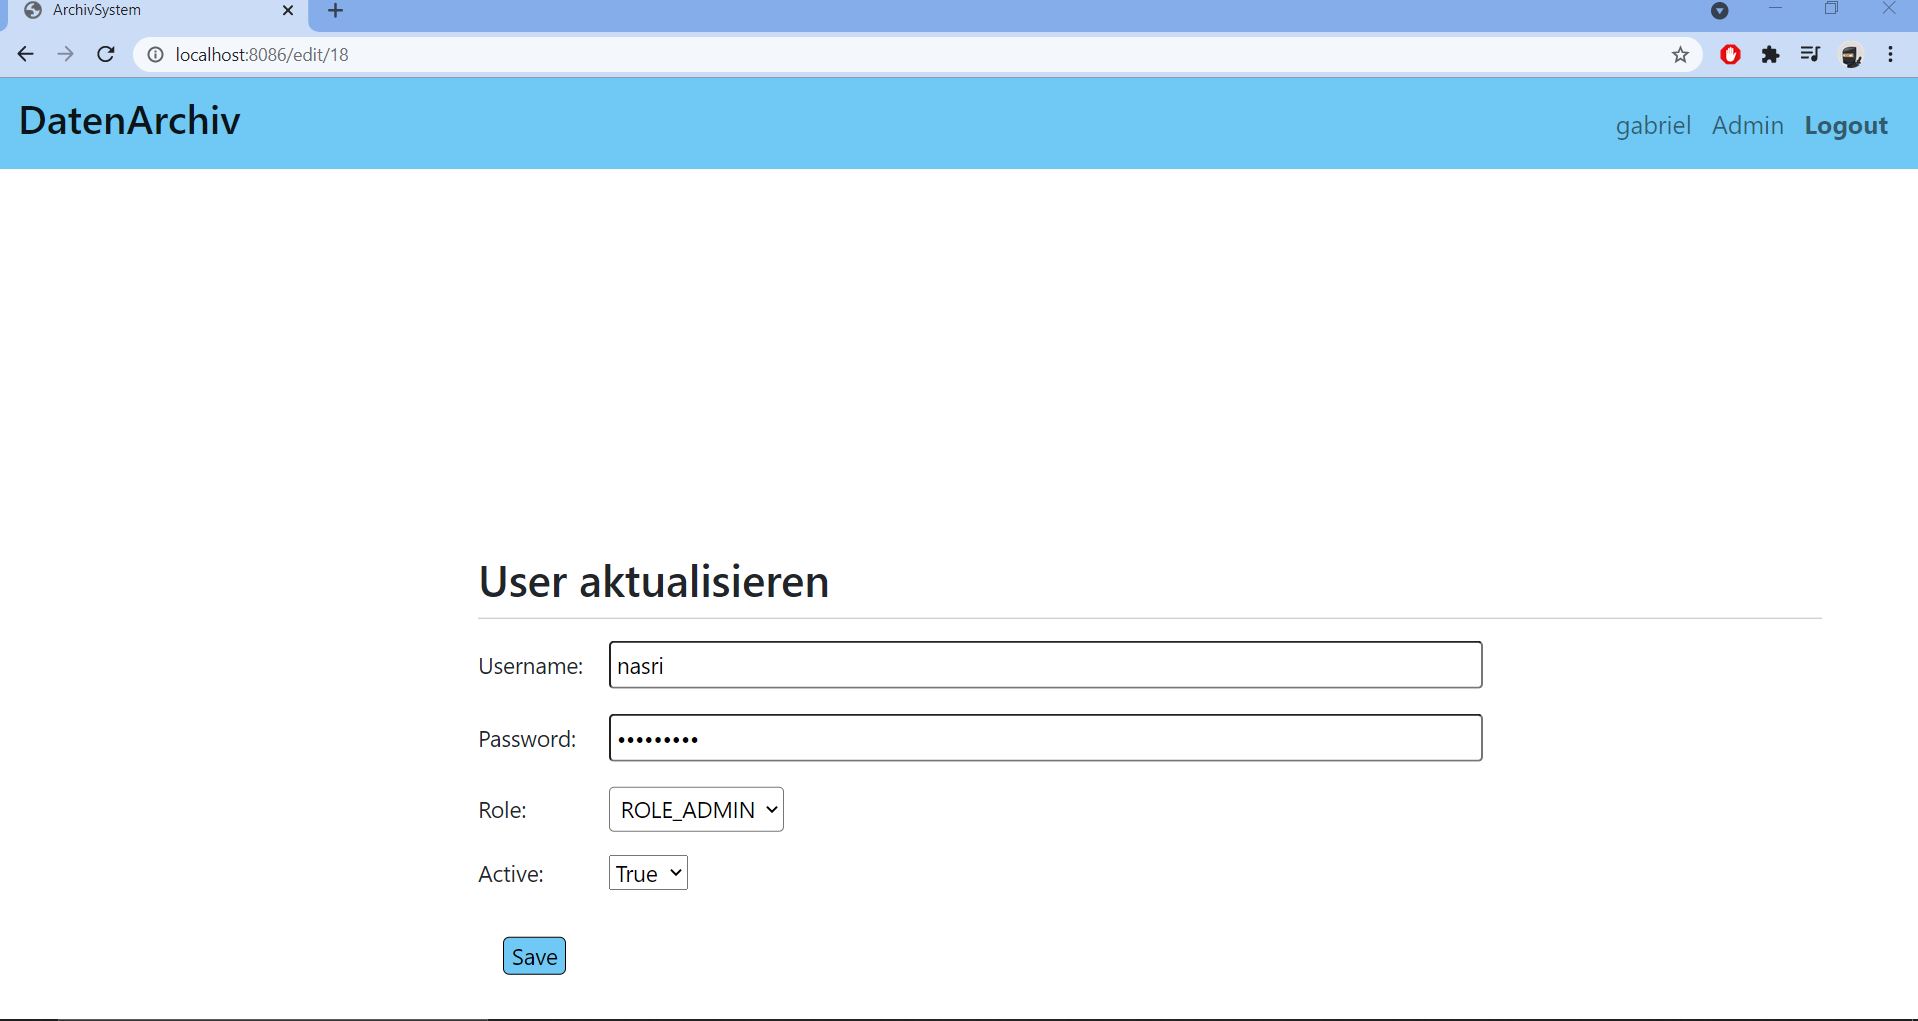 ArchivSystem
localhost:8086/edit/18
DatenArchiv
gabriel Admin Logout
User aktualisieren
Username: nasri
Password: •••••••••
Role: ROLE_ADMIN
Active: True
Save